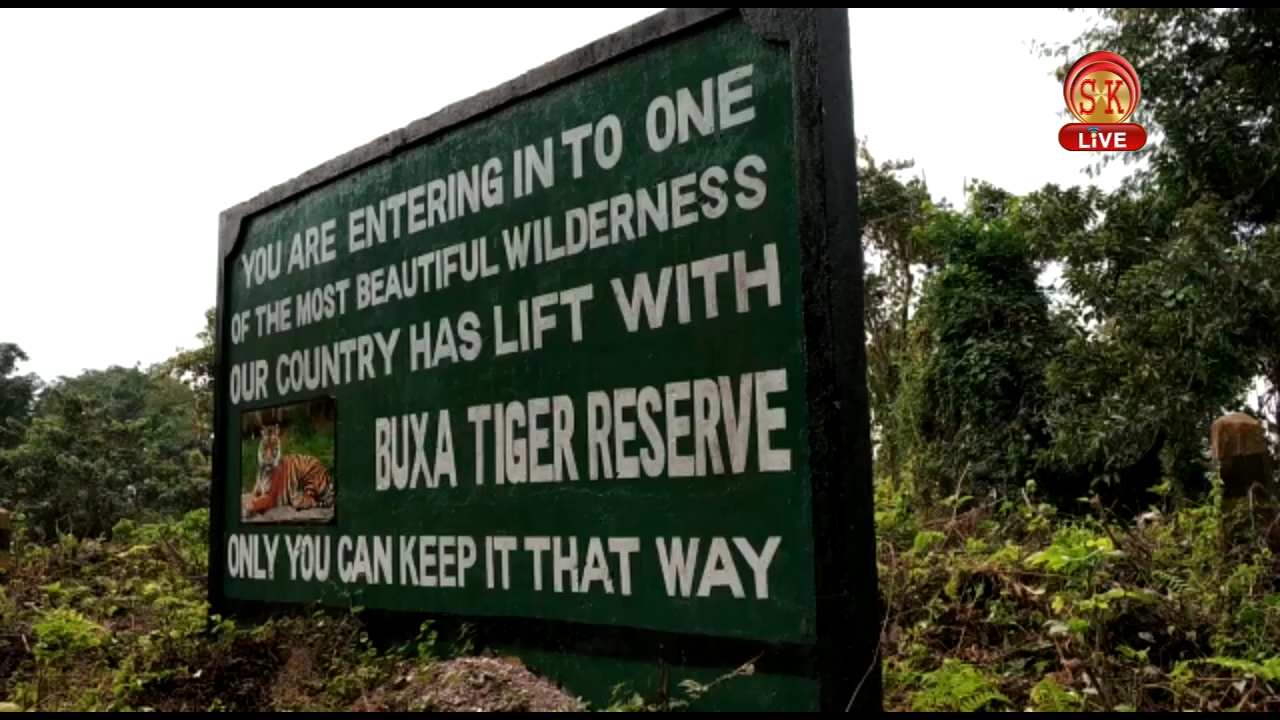 YOU ARE ENTERING IN TO ONE
OF THE MOST BEAUTIFUL WILDERNESS
OUR COUNTRY HAS LIFT WITH
BUXA TIGER RESERVE
ONLY YOU CAN KEEP IT THAT WAY
SK
LiVE